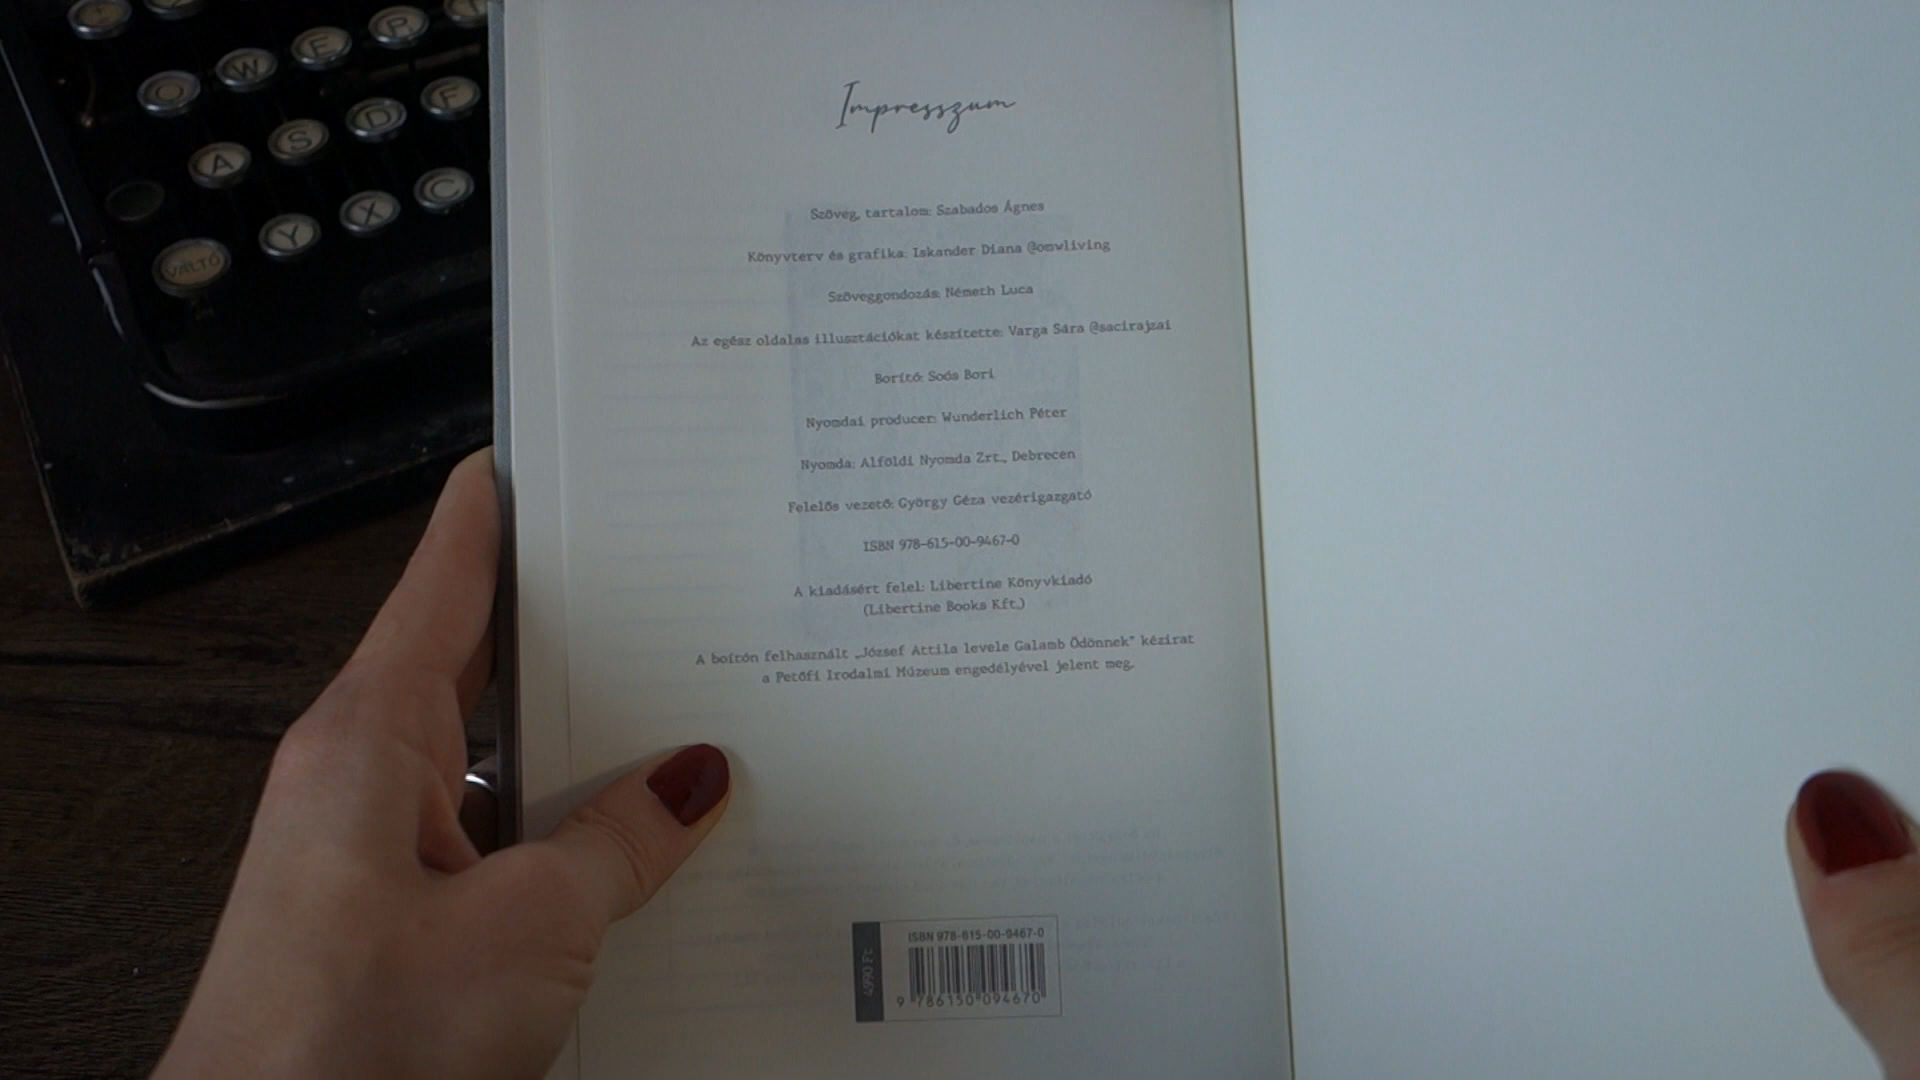 E
R
W
Q
F
D
S
A
C
X
Y
VÁLTÓ
Impresszum
Szöveg, tartalom: Szabados Ágnes
Könyvterv és grafika: Iskander Diana @omwliving
Szöveggondozás: Németh Luca
Az egész oldalas illusztációkat készítette: Varga Sára @sacirajzai
Borító: Soós Bori
Nyomdai producer: Wunderlich Péter
Nyomda: Alföldi Nyomda Zrt., Debrecen
Felelős vezető: György Géza vezérigazgató
ISBN 978-615-00-9467-0
A kiadásért felel: Libertine Könyvkiadó
(Libertine Books Kft.)
A boítón felhasznált „József Attila levele Galamb Ödönnek" kézirat
a Petőfi Irodalmi Múzeum engedélyével jelent meg.
4990 Ft
ISBN 978-615-00-9467-0
9 786150 094670